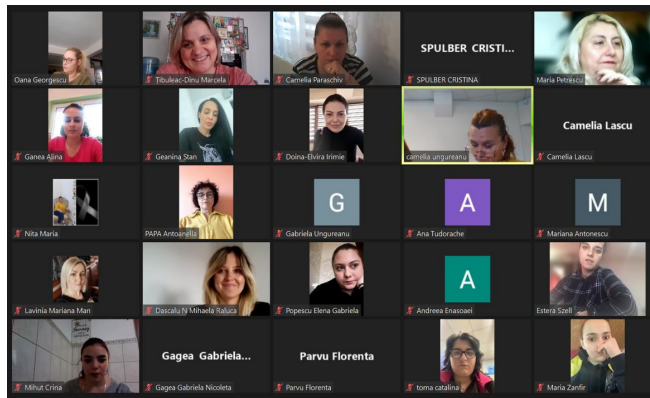 SPULBER CRISTI...
Oana Georgescu
Țibuleac-Dinu Marcela
Camelia Paraschiv
SPULBER CRISTINA
Maria Petrescu
Camelia Lascu
Ganea Alina
Geanina Stan
Doina-Elvira Irimie
camelia ungureanu
Camelia Lascu
G
A
M
Nita Maria
PAPA Antoanella
Gabriela Ungureanu
Ana Tudorache
Mariana Antonescu
A
Lavinia Mariana Man
Dascalu N Mihaela Raluca
Popescu Elena Gabriela
Andreea Enasoaei
Estera Szell
Gagea Gabriela...
Parvu Florenta
Mihut Crina
Gagea Gabriela Nicoleta
Parvu Florenta
toma catalina
Maria Zanfir